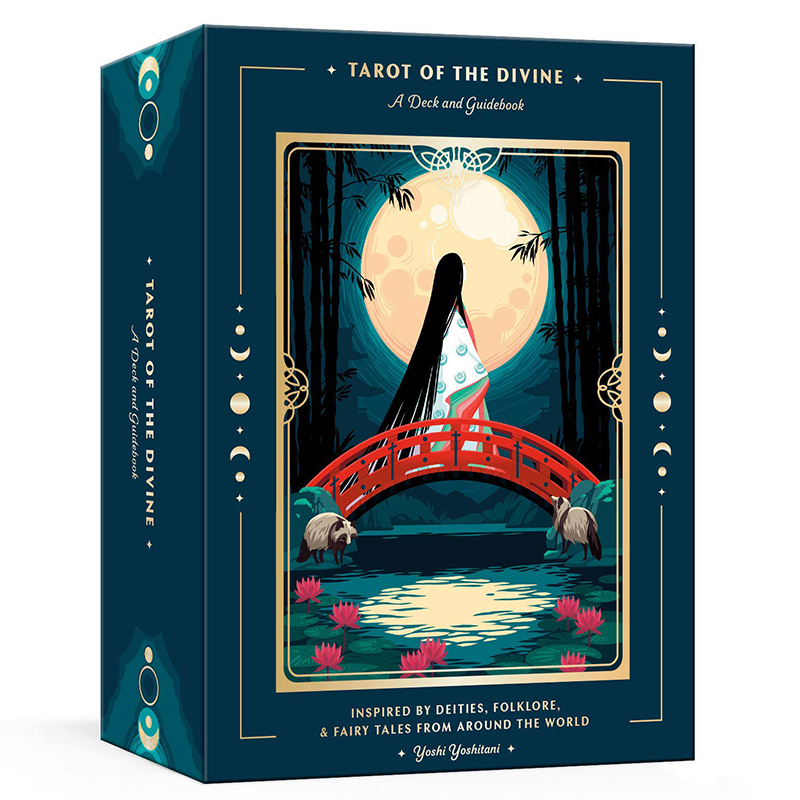 TAROT OF THE DIVINE
A Deck and Guidebook
INSPIRED BY DEITIES, FOLKLORE,
& FAIRY TALES FROM AROUND THE WORLD
Yoshi Yoshitani
TAROT OF THE DIVINE
A Deck and Guidebook